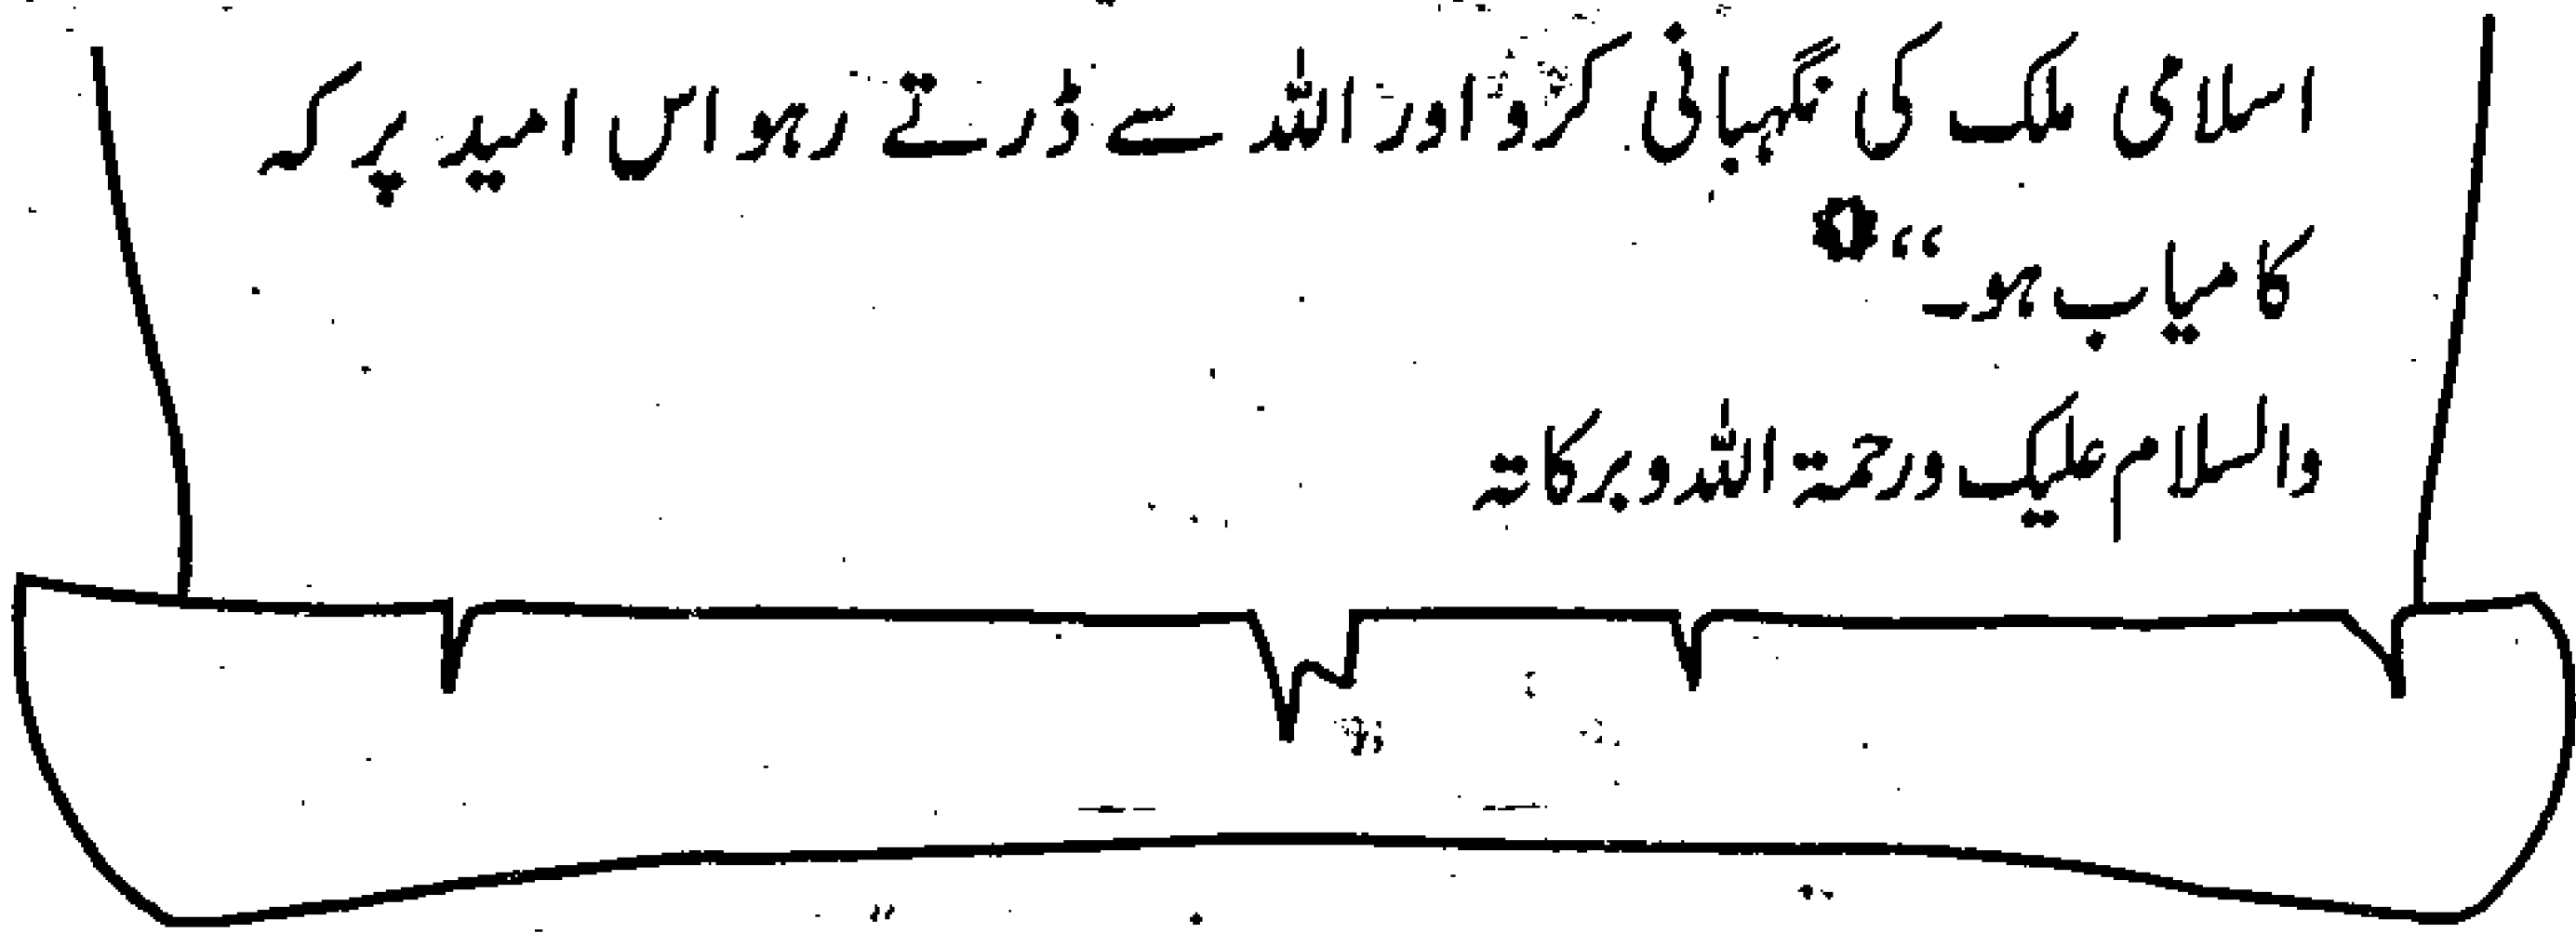 اسلامی ملک کی نگہبانی کرو اور اللہ سے ڈرتے رہو اس امید پر کہ
کامیاب ہو۔“
والسلام علیک ورحمۃ اللہ وبرکاتہ